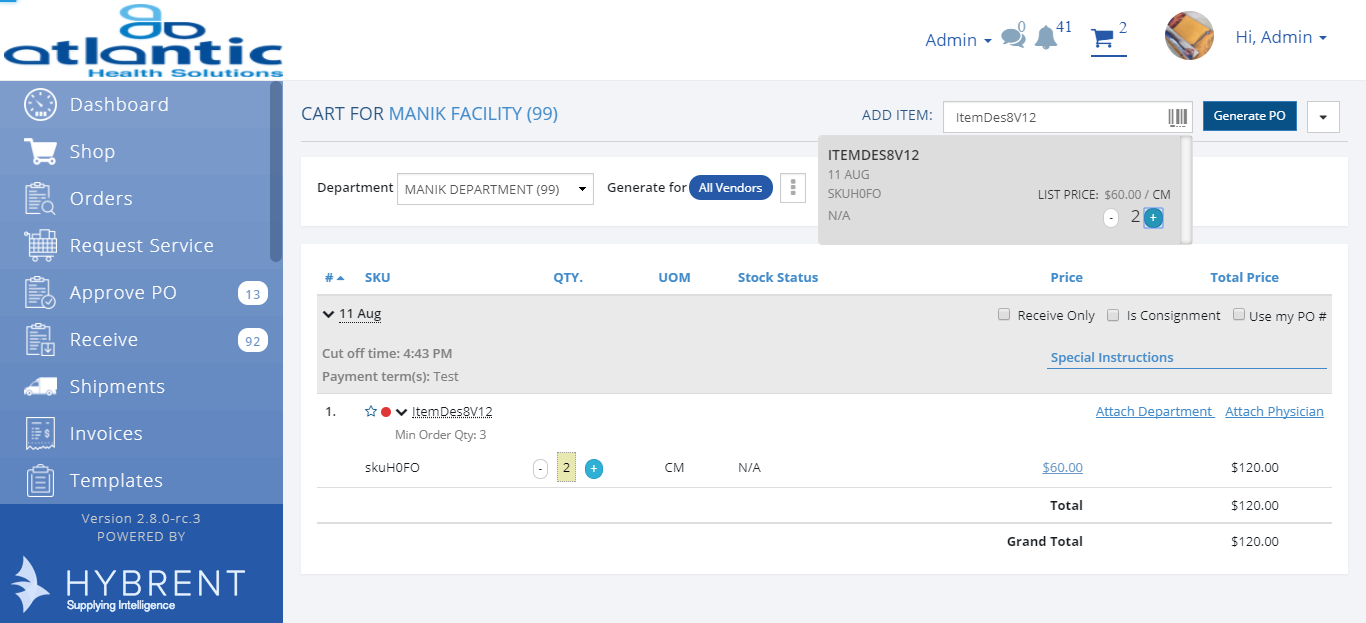 atlantic
Health Solutions
Admin
0
41
2
Hi, Admin
Dashboard
Shop
Orders
Request Service
Approve PO 13
Receive 92
Shipments
Invoices
Templates
Version 2.8.0-rc.3
POWERED BY
HYBRENT
Supplying Intelligence
CART FOR MANIK FACILITY (99)
ADD ITEM: ItemDes8V12 Generate PO
ITEMDES8V12
11 AUG
SKUH0FO LIST PRICE: $60.00 / CM
N/A - 2 +
Department MANIK DEPARTMENT (99) Generate for All Vendors
# SKU QTY. UOM Stock Status Price Total Price
11 Aug Receive Only Is Consignment Use my PO #
Cut off time: 4:43 PM
Special Instructions
Payment term(s): Test
1. ItemDes8V12 Attach Department Attach Physician
Min Order Qty: 3
skuH0FO - 2 + CM N/A $60.00 $120.00
Total $120.00
Grand Total $120.00